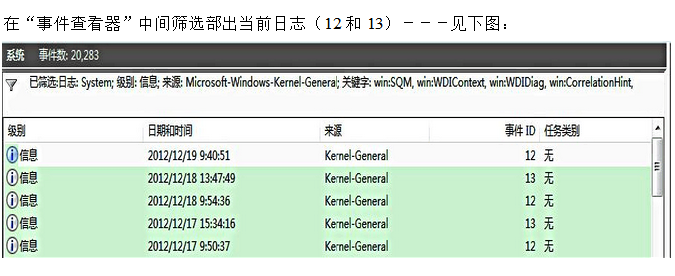 在“事件查看器”中间筛选部出当前日志（12和13）－－－见下图：
系统 事件数: 20,283
已筛选:日志: System; 级别: 信息; 来源: Microsoft-Windows-Kernel-General; 关键字: win:SQM, win:WDIContext, win:WDIDiag, win:CorrelationHint,
级别 日期和时间 来源 事件 ID 任务类别
信息 2012/12/19 9:40:51 Kernel-General 12 无
信息 2012/12/18 13:47:49 Kernel-General 13 无
信息 2012/12/18 9:54:36 Kernel-General 12 无
信息 2012/12/17 15:34:16 Kernel-General 13 无
信息 2012/12/17 9:50:37 Kernel-General 12 无